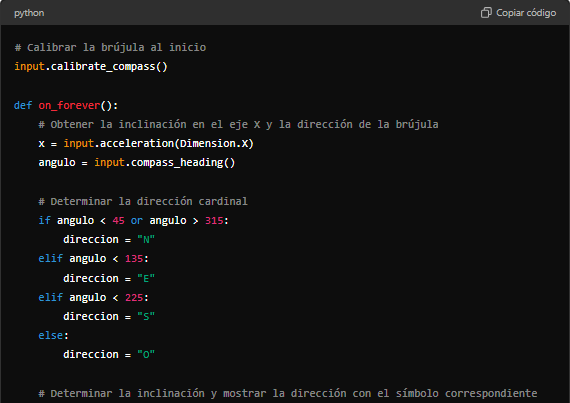 python
Copiar código
# Calibrar la brújula al inicio
input.calibrate_compass()
def on_forever():
    # Obtener la inclinación en el eje X y la dirección de la brújula
    x = input.acceleration(Dimension.X)
    angulo = input.compass_heading()
    # Determinar la dirección cardinal
    if angulo < 45 or angulo > 315:
        direccion = "N"
    elif angulo < 135:
        direccion = "E"
    elif angulo < 225:
        direccion = "S"
    else:
        direccion = "O"
    # Determinar la inclinación y mostrar la dirección con el símbolo correspondiente